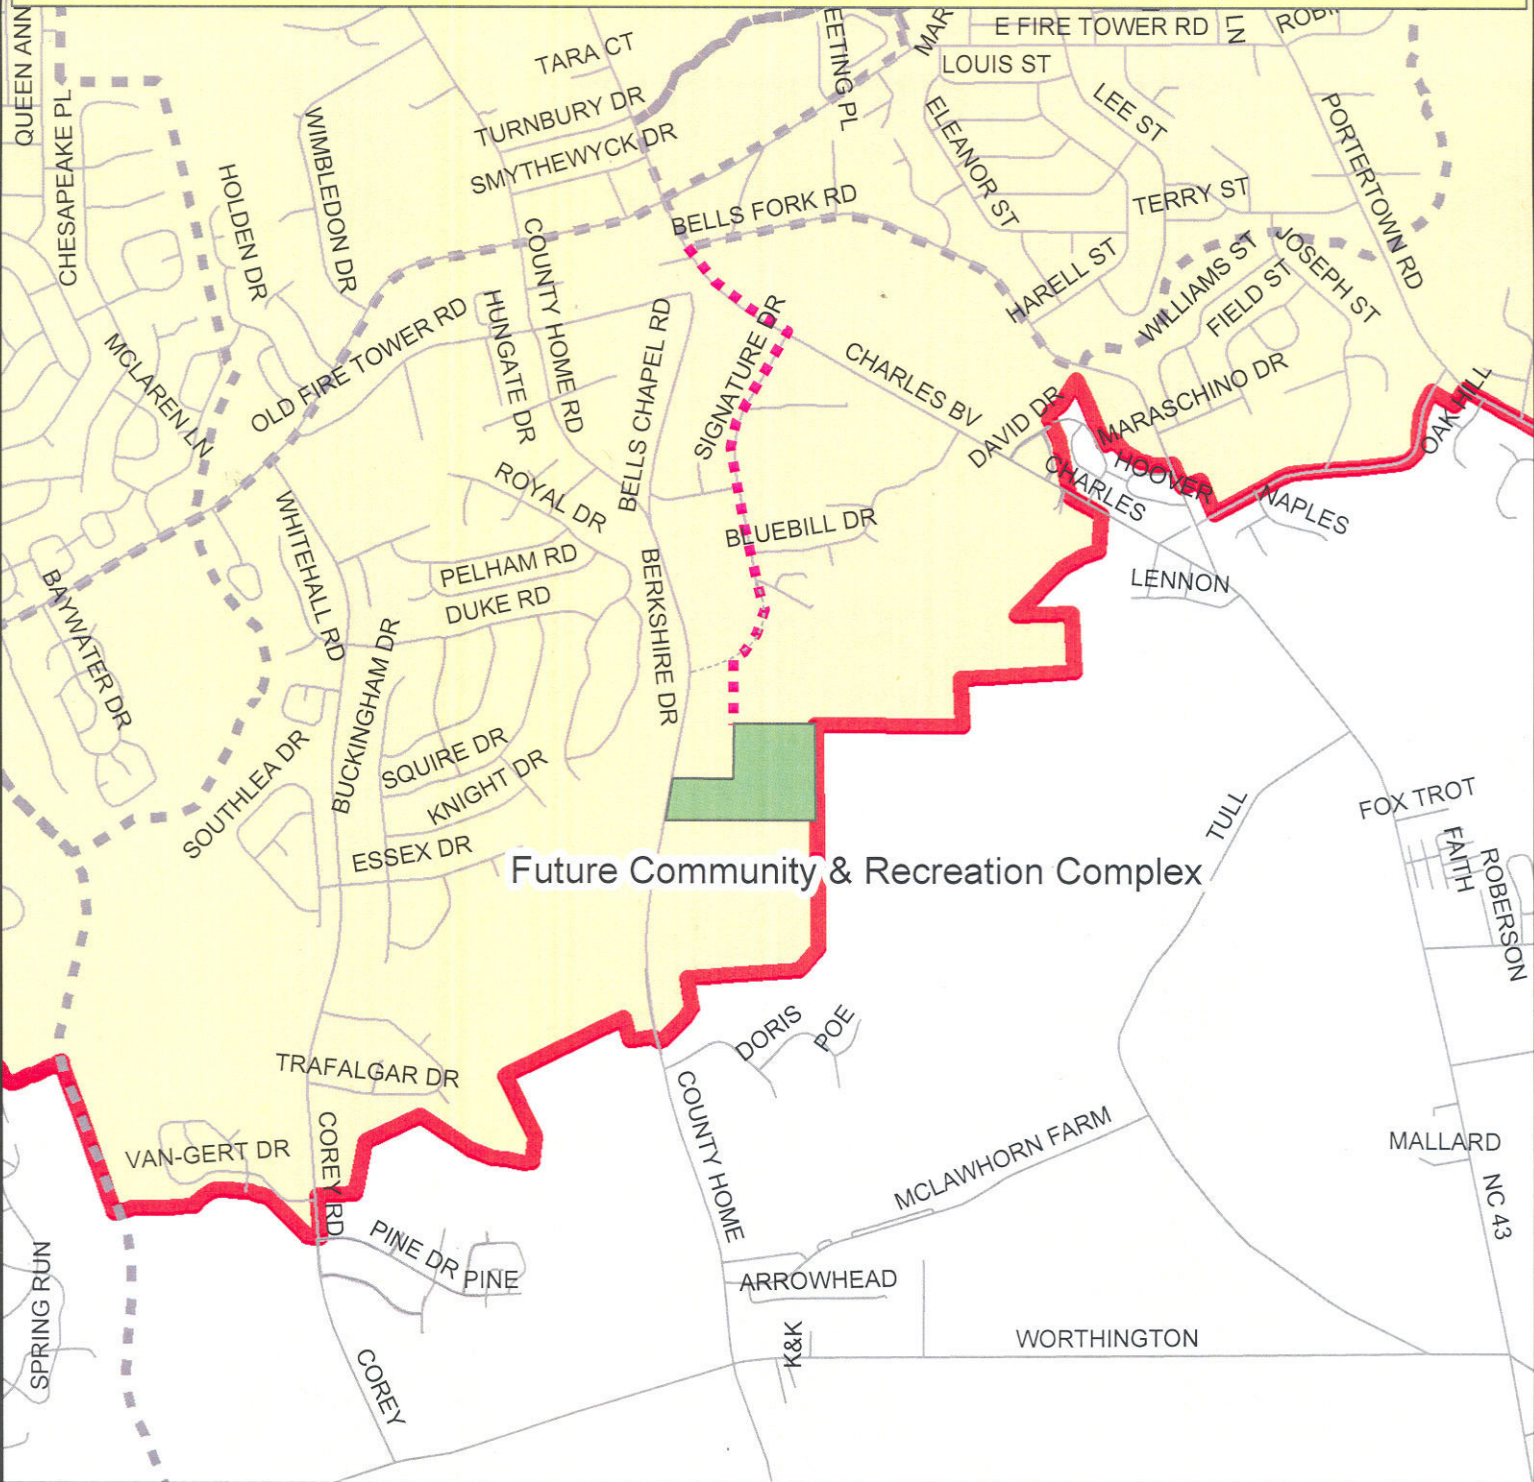 QUEEN ANN
CHESAPEAKE PL
TARA CT
TURNBURY DR
SMYTHEWYCK DR
EETING PL
MAR
E FIRE TOWER RD
LN
LOUIS ST
LEE ST
ELEANOR ST
PORTERTOWN RD
WIMBLEDON DR
HOLDEN DR
COUNTY HOME RD
BELLS FORK RD
TERRY ST
HARELL ST
WILLIAMS ST
FIELD ST
JOSEPH ST
MCLAREN LN
OLD FIRE TOWER RD
HUNGATE DR
BELLS CHAPEL RD
SIGNATURE DR
CHARLES BV
DAVID DR
MARASCHINO DR
OAK HILL
HOOVER
CHARLES
NAPLES
WHITEHALL RD
ROYAL DR
BLUEBILL DR
LENNON
PELHAM RD
DUKE RD
BERKSHIRE DR
BAYWATER DR
BUCKINGHAM DR
SOUTHLEA DR
SQUIRE DR
KNIGHT DR
ESSEX DR
Future Community & Recreation Complex
TULL
FOX TROT
FAITH
ROBERSON
DORIS
POE
TRAFALGAR DR
COUNTY HOME
VAN-GERT DR
COREY RD
PINE DR
PINE
MCLAWHORN FARM
MALLARD
NC 43
SPRING RUN
ARROWHEAD
K&K
WORTHINGTON
COREY